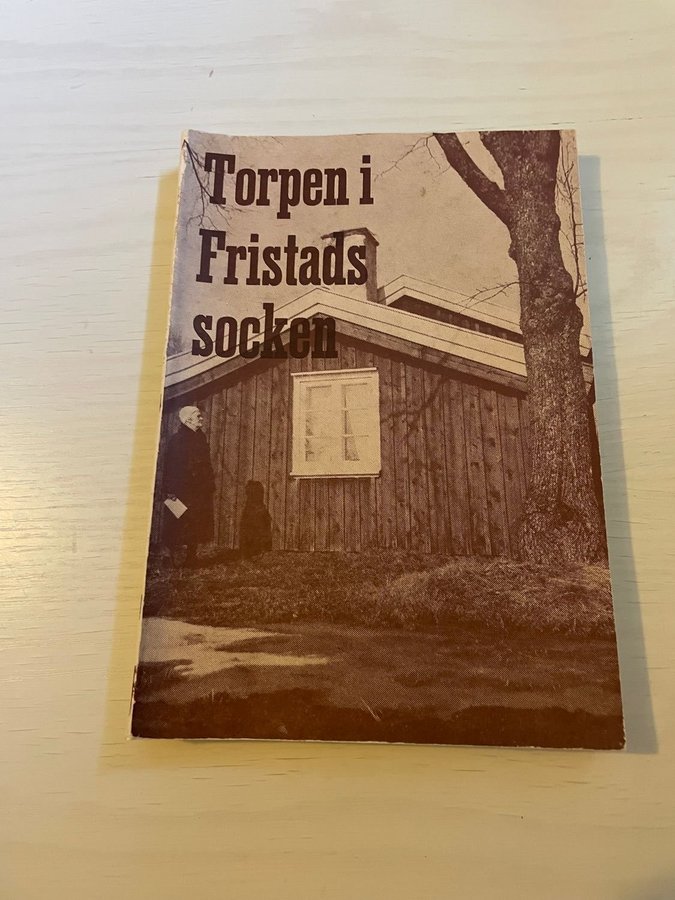 Torpen i
Fristads
socken